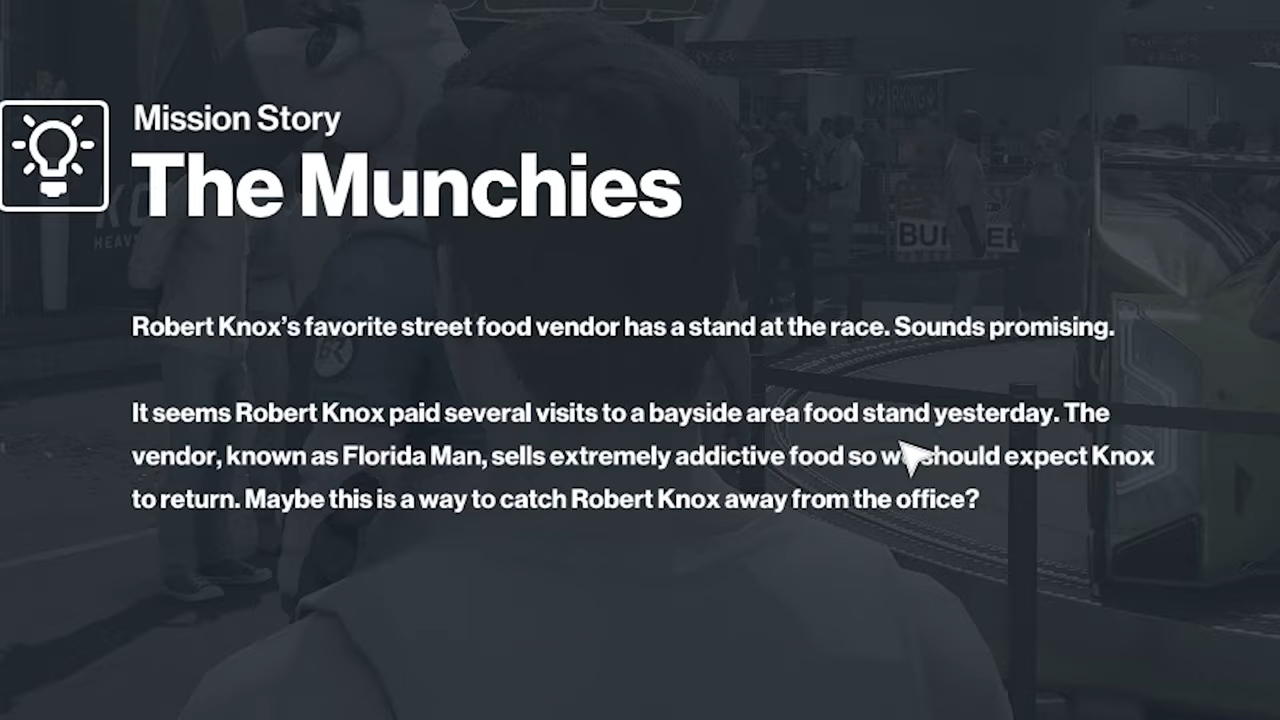 PARKING
Mission Story
The Munchies
HEAVY
Robert Knox’s favorite street food vendor has a stand at the race. Sounds promising.
It seems Robert Knox paid several visits to a bayside area food stand yesterday. The
vendor, known as Florida Man, sells extremely addictive food so we should expect Knox
to return. Maybe this is a way to catch Robert Knox away from the office?